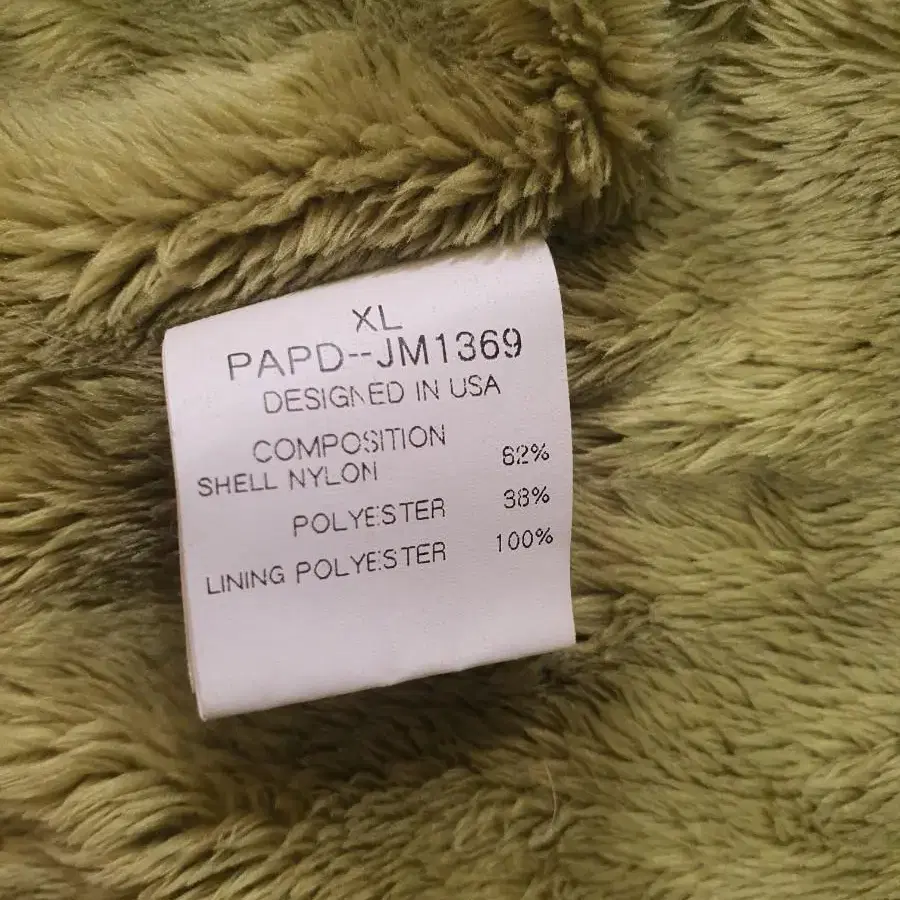 XL
PAPD--JM1369
DESIGNED IN USA
COMPOSITION
SHELL NYLON 62%
POLYESTER 38%
LINING POLYESTER 100%